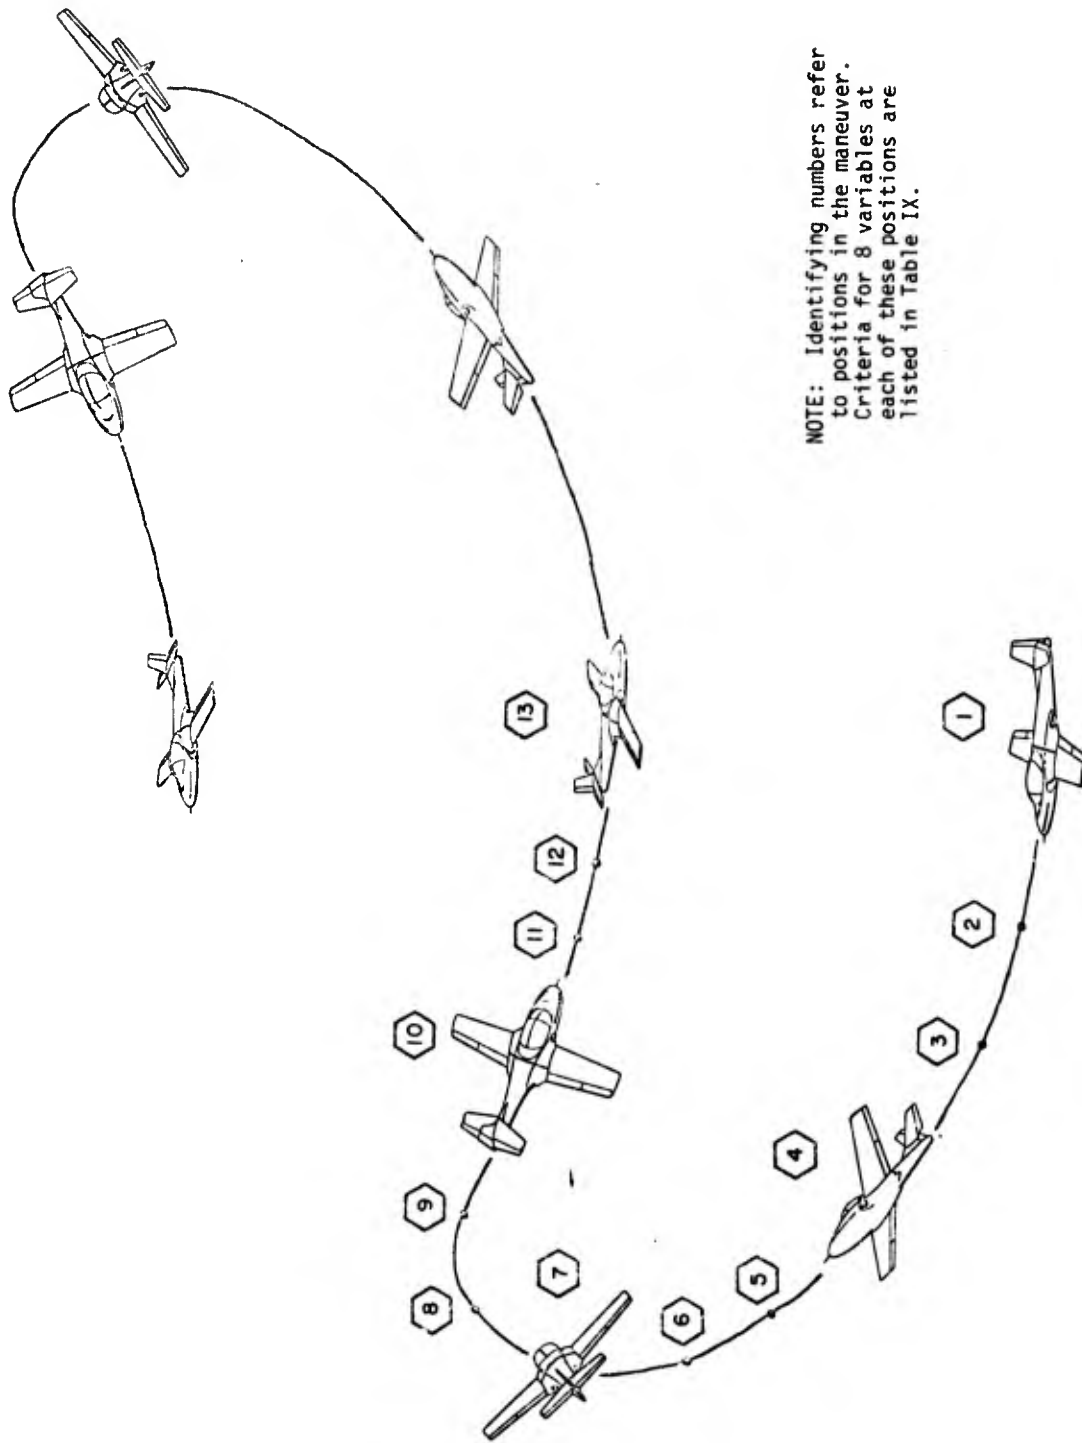 NOTE: Identifying numbers refer
to positions in the maneuver.
Criteria for 8 variables at
each of these positions are
listed in Table IX.
1
2
3
4
5
6
7
8
9
10
11
12
13